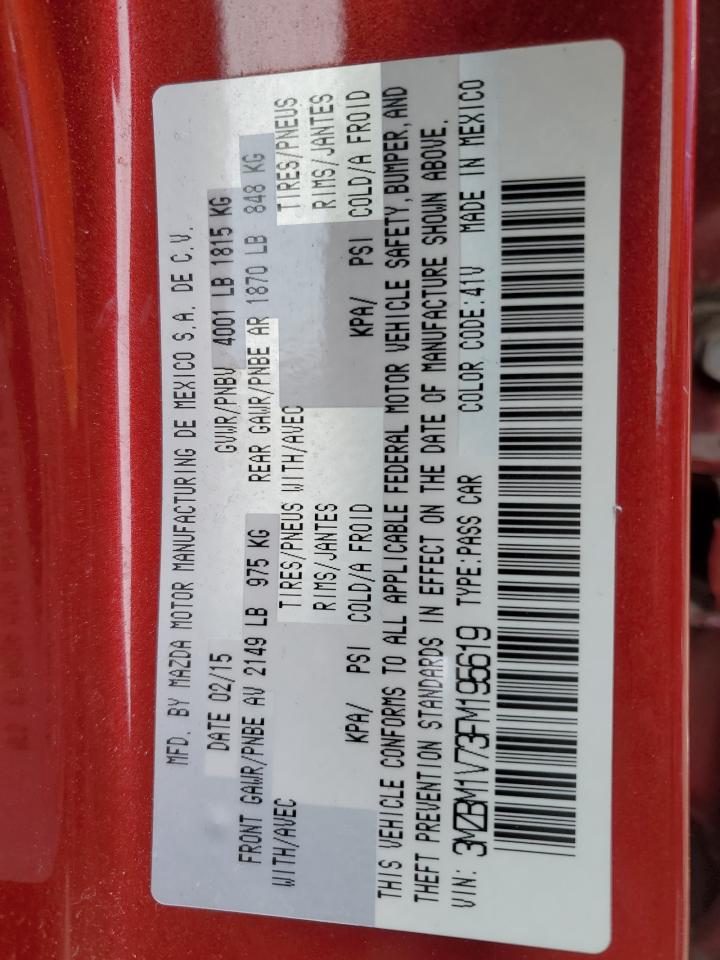 MFD. BY MAZDA MOTOR MANUFACTURING DE MEXICO S.A. DE C.V.
DATE 02/15 GVWR/PNBV 4001 LB 1815 KG
FRONT GAWR/PNBE AV 2149 LB 975 KG REAR GAWR/PNBE AR 1870 LB 848 KG
WITH/AVEC TIRES/PNEUS WITH/AVEC TIRES/PNEUS
RIMS/JANTES RIMS/JANTES
KPA/ PSI COLD/A FROID KPA/ PSI COLD/A FROID
THIS VEHICLE CONFORMS TO ALL APPLICABLE FEDERAL MOTOR VEHICLE SAFETY,BUMPER,AND
THEFT PREVENTION STANDARDS IN EFFECT ON THE DATE OF MANUFACTURE SHOWN ABOVE.
VIN: 3MZBM1V73FM195619 TYPE:PASS CAR COLOR CODE:41V MADE IN MEXICO